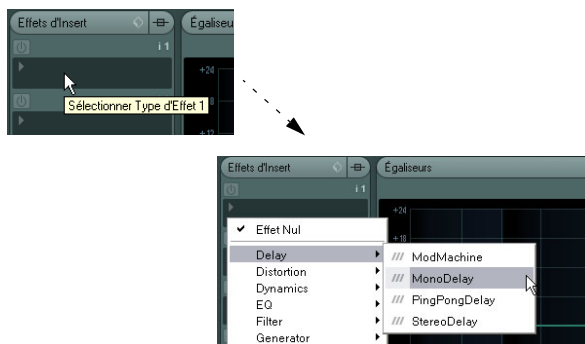 Effets d'Insert
Égaliseu
i 1
+24
Sélectionner Type d'Effet 1
+12
Effets d'Insert
Égaliseurs
i 1
+24
+18
Effet Nul
Delay
Distortion
Dynamics
EQ
Filter
Generator
ModMachine
MonoDelay
PingPongDelay
StereoDelay